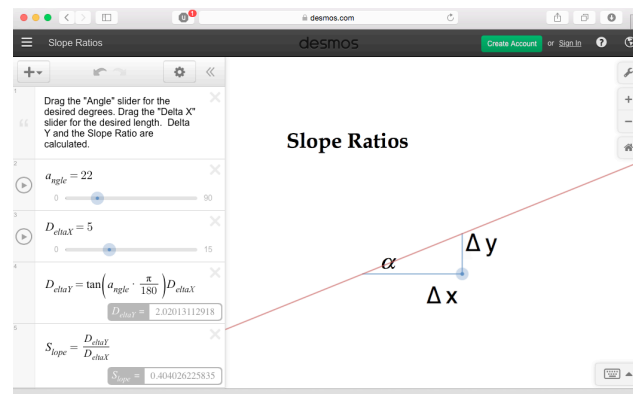 desmos.com
Slope Ratios
desmos
Create Account or Sign In
1
Drag the "Angle" slider for the
desired degrees. Drag the "Delta X"
slider for the desired length. Delta
Y and the Slope Ratio are
calculated.
2
a_ngle = 22
0 90
3
D_eltaX = 5
0 15
4
D_eltaY = tan(a_ngle · π/180)D_eltaX
D_eltaY = 2.02013112918
5
S_lope = D_eltaY/D_eltaX
S_lope = 0.404026225835
Slope Ratios
Δ y
α
Δ x